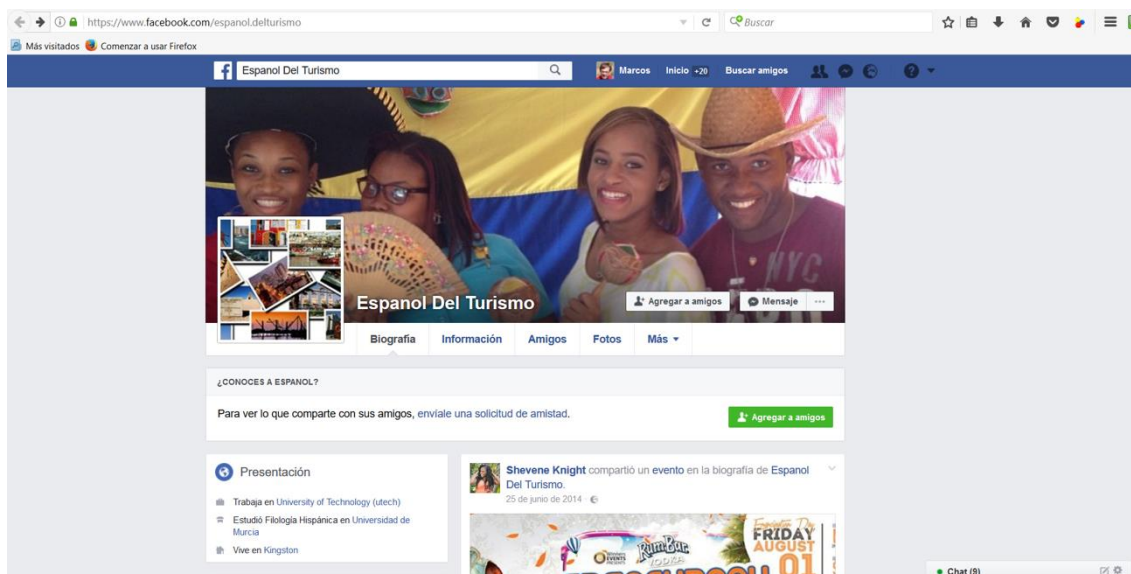 https://www.facebook.com/espanol.delturismo
Buscar
Más visitados Comenzar a usar Firefox
Espanol Del Turismo
Marcos Inicio +20 Buscar amigos
NYC
Espanol Del Turismo
Agregar a amigos Mensaje ...
Biografía Información Amigos Fotos Más
¿CONOCES A ESPANOL?
Para ver lo que comparte con sus amigos, envíale una solicitud de amistad.
Agregar a amigos
Presentación
Trabaja en University of Technology (utech)
Estudió Filología Hispánica en Universidad de
Murcia
Vive en Kingston
Shevene Knight compartió un evento en la biografía de Espanol
Del Turismo.
25 de junio de 2014
FRIDAY
AUGUST
01
RumBar
VODKA
EVENTS
Chat (9)